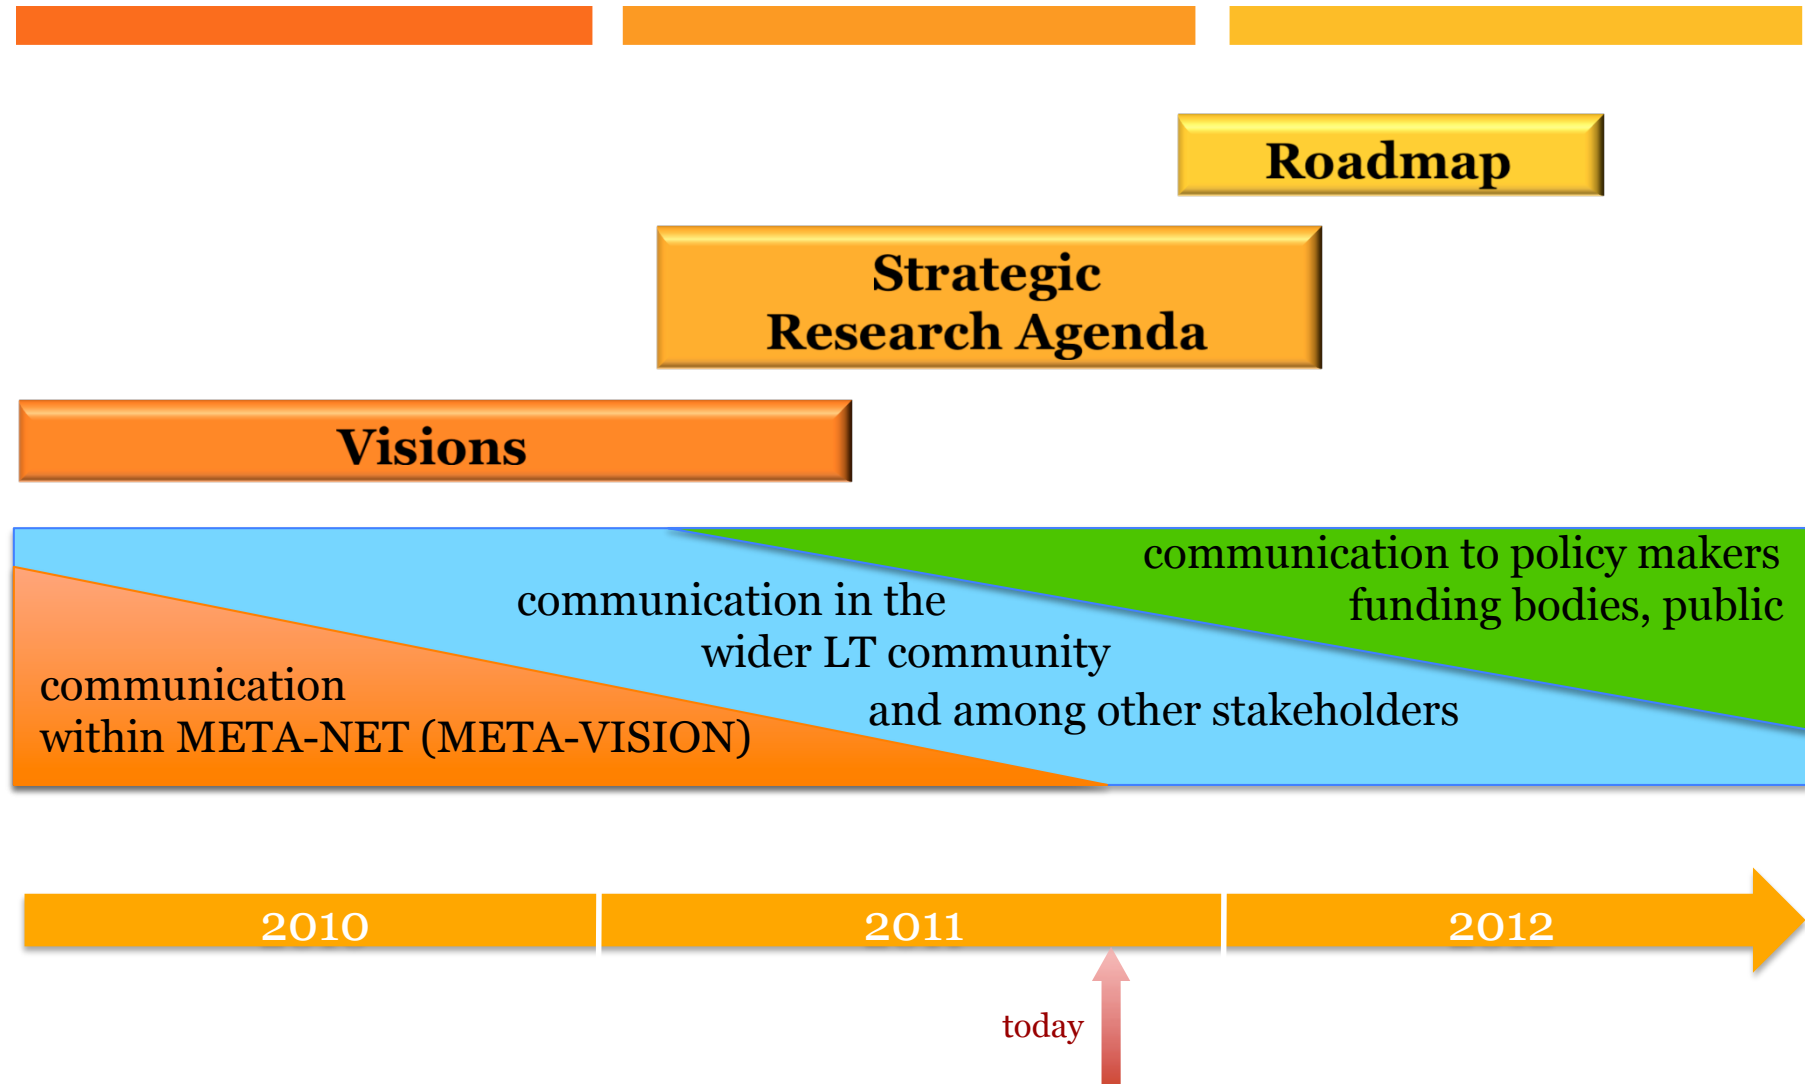 Roadmap
Strategic
Research Agenda
Visions
communication to policy makers
funding bodies, public
communication in the
wider LT community
and among other stakeholders
communication
within META-NET (META-VISION)
2010
2011
2012
today